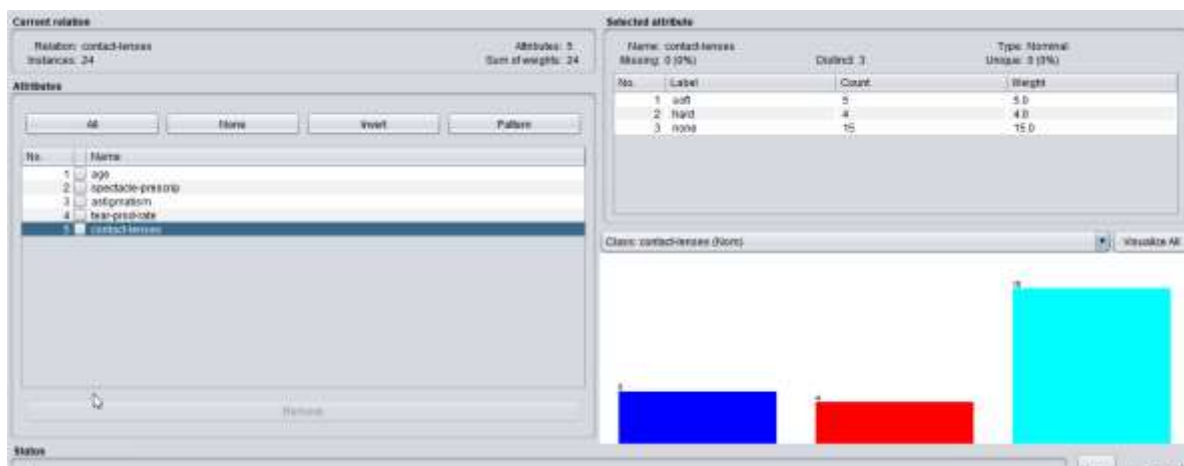 Current relation
Relation: contact-lenses
Attributes: 5
Instances: 24
Sum of weights: 24
Attributes
All
None
Invert
Pattern
No.
Name
1
age
2
spectacle-prescrip
3
astigmatism
4
tear-prod-rate
5
contact-lenses
Remove
Status
Selected attribute
Name: contact-lenses
Type: Nominal
Missing: 0 (0%)
Distinct: 3
Unique: 0 (0%)
No.
Label
Count
Weight
1
soft
5
5.0
2
hard
4
4.0
3
none
15
15.0
Class: contact-lenses (Nom)
Visualize All
5
4
15